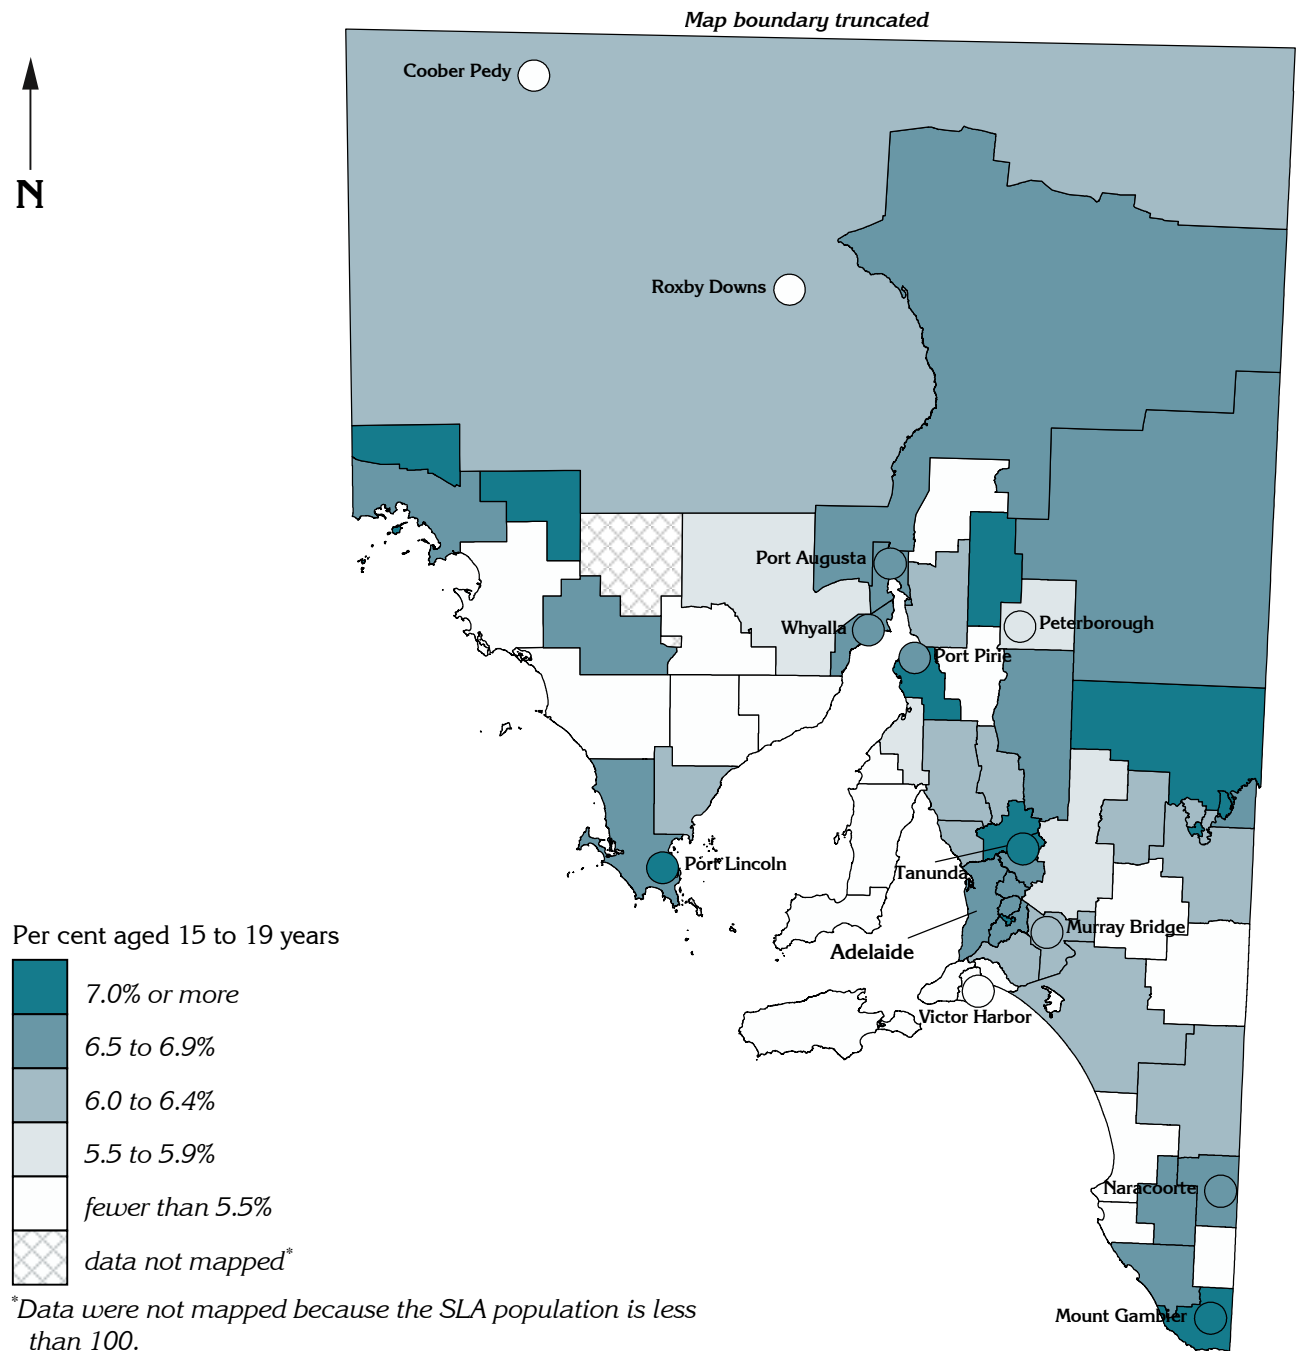 Map boundary truncated
Coober Pedy
N
Roxby Downs
Port Augusta
Peterborough
Whyalla
Port Pirie
Port Lincoln
Tanunda
Murray Bridge
Adelaide
Victor Harbor
Naracoorte
Mount Gambier
Per cent aged 15 to 19 years
7.0% or more
6.5 to 6.9%
6.0 to 6.4%
5.5 to 5.9%
fewer than 5.5%
data not mapped*
*Data were not mapped because the SLA population is less
than 100.